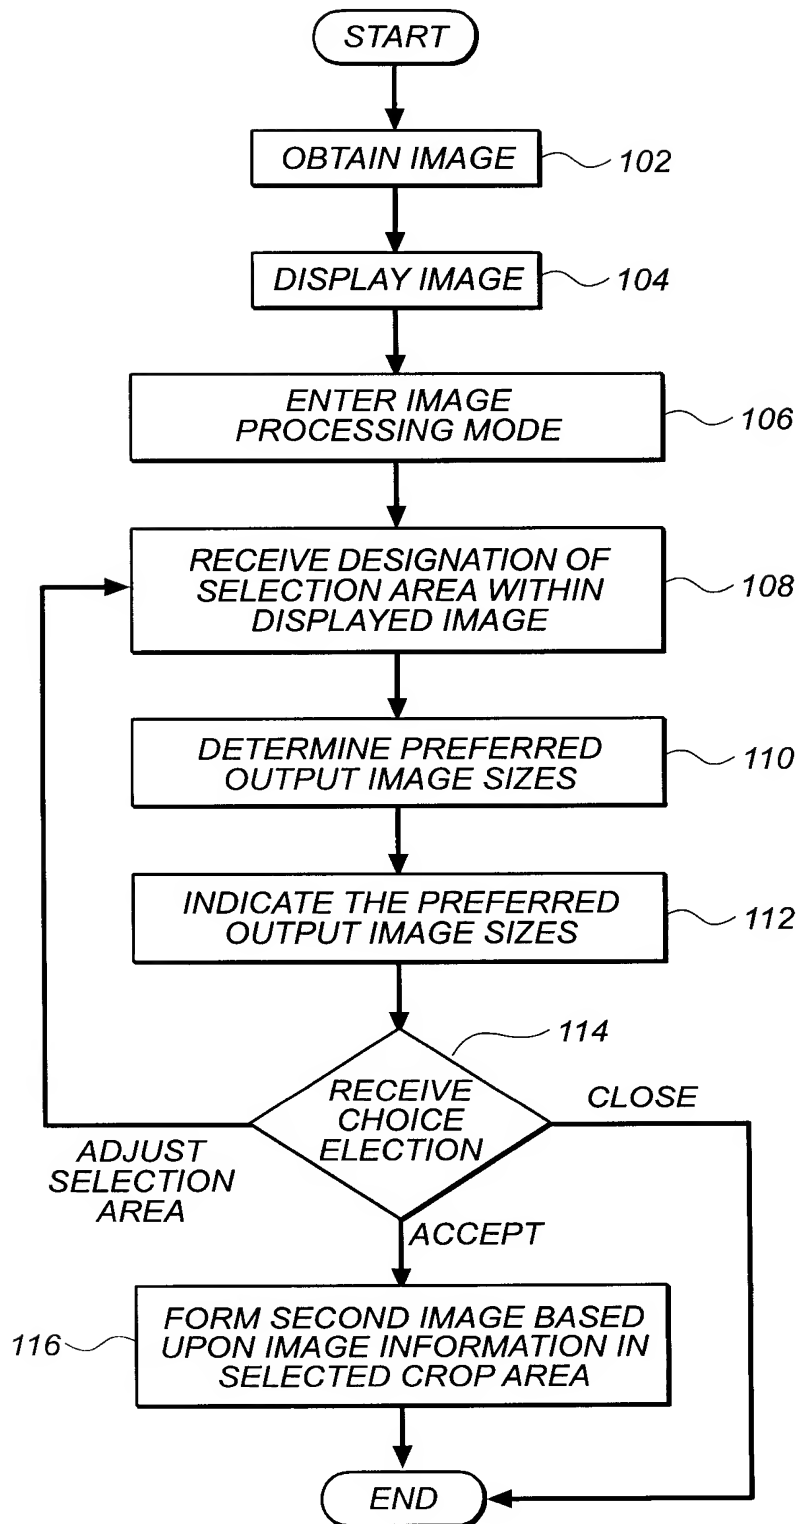 START
OBTAIN IMAGE
102
DISPLAY IMAGE
104
ENTER IMAGE
PROCESSING MODE
106
RECEIVE DESIGNATION OF
SELECTION AREA WITHIN
DISPLAYED IMAGE
108
DETERMINE PREFERRED
OUTPUT IMAGE SIZES
110
INDICATE THE PREFERRED
OUTPUT IMAGE SIZES
112
114
RECEIVE
CHOICE
ELECTION
CLOSE
ADJUST
SELECTION
AREA
ACCEPT
FORM SECOND IMAGE BASED
UPON IMAGE INFORMATION IN
SELECTED CROP AREA
116
END